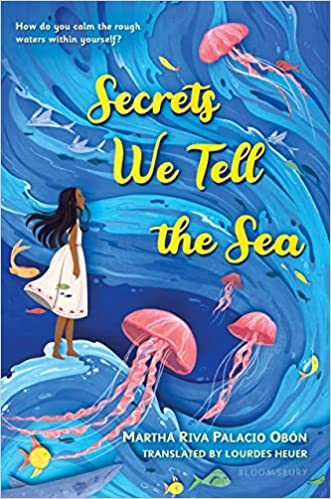 How do you calm the rough
waters within yourself?
Secrets
We Tell
the Sea
MARTHA RIVA PALACIO OBÓN
TRANSLATED BY LOURDES HEUER
BLOOMSBURY